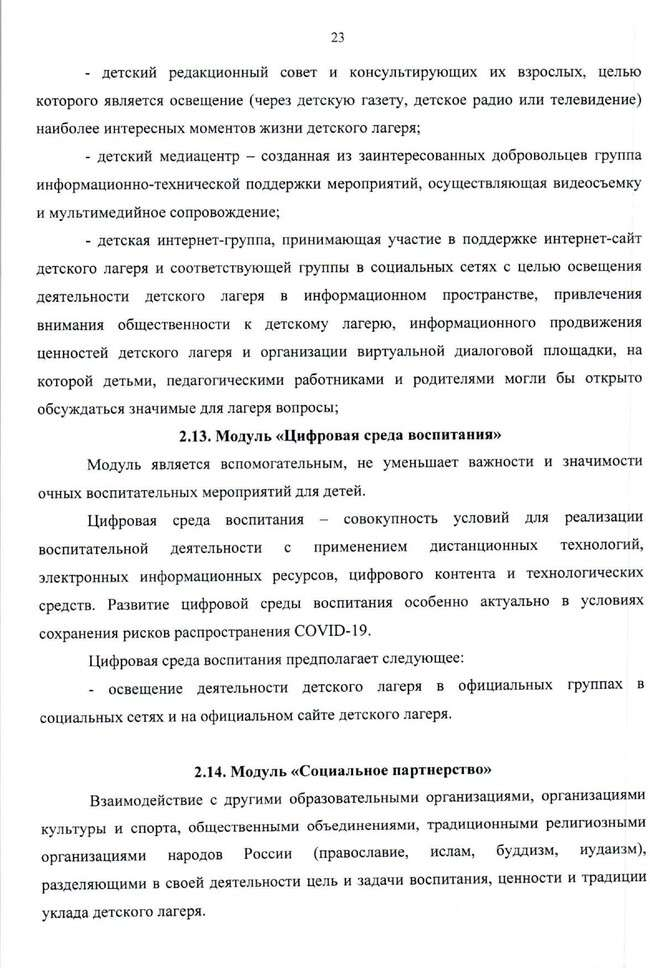 23
- детский редакционный совет и консультирующих их взрослых, целью
которого является освещение (через детскую газету, детское радио или телевидение)
наиболее интересных моментов жизни детского лагеря;
- детский медиацентр – созданная из заинтересованных добровольцев группа
информационно-технической поддержки мероприятий, осуществляющая видеосъемку
и мультимедийное сопровождение;
- детская интернет-группа, принимающая участие в поддержке интернет-сайт
детского лагеря и соответствующей группы в социальных сетях с целью освещения
деятельности детского лагеря в информационном пространстве, привлечения
внимания общественности к детскому лагерю, информационного продвижения
ценностей детского лагеря и организации виртуальной диалоговой площадки, на
которой детьми, педагогическими работниками и родителями могли бы открыто
обсуждаться значимые для лагеря вопросы;
2.13. Модуль «Цифровая среда воспитания»
Модуль является вспомогательным, не уменьшает важности и значимости
очных воспитательных мероприятий для детей.
Цифровая среда воспитания – совокупность условий для реализации
воспитательной деятельности с применением дистанционных технологий,
электронных информационных ресурсов, цифрового контента и технологических
средств. Развитие цифровой среды воспитания особенно актуально в условиях
сохранения рисков распространения COVID-19.
Цифровая среда воспитания предполагает следующее:
- освещение деятельности детского лагеря в официальных группах в
социальных сетях и на официальном сайте детского лагеря.
2.14. Модуль «Социальное партнерство»
Взаимодействие с другими образовательными организациями, организациями
культуры и спорта, общественными объединениями, традиционными религиозными
организациями народов России (православие, ислам, буддизм, иудаизм),
разделяющими в своей деятельности цель и задачи воспитания, ценности и традиции
уклада детского лагеря.